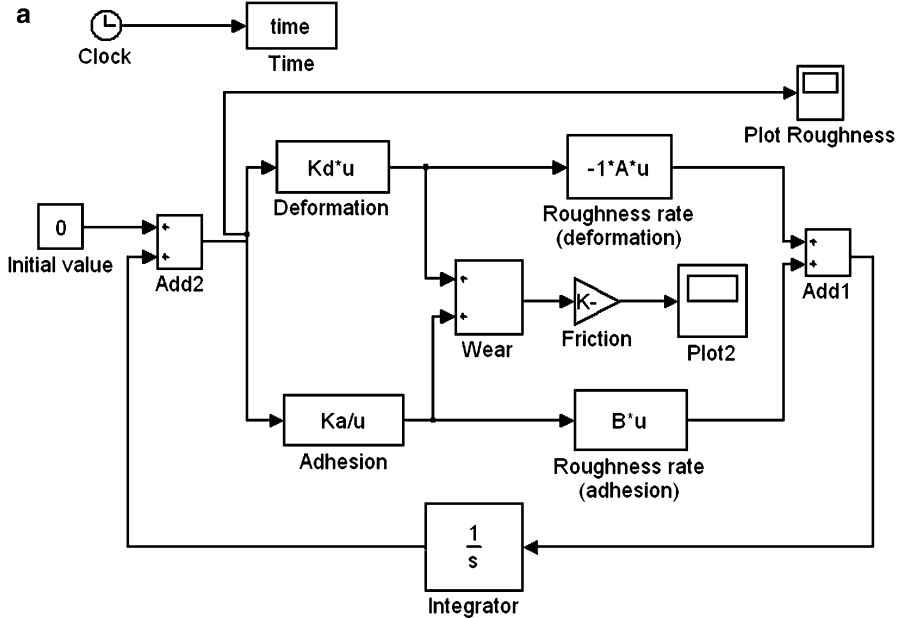 a
time
Clock
Time
Plot Roughness
Kd*u
-1*A*u
Deformation
Roughness rate
(deformation)
0
Initial value
+
+
Add2
+
+
Add1
+
+
Wear
K-
Friction
Plot2
Ka/u
B*u
Adhesion
Roughness rate
(adhesion)
1
s
Integrator